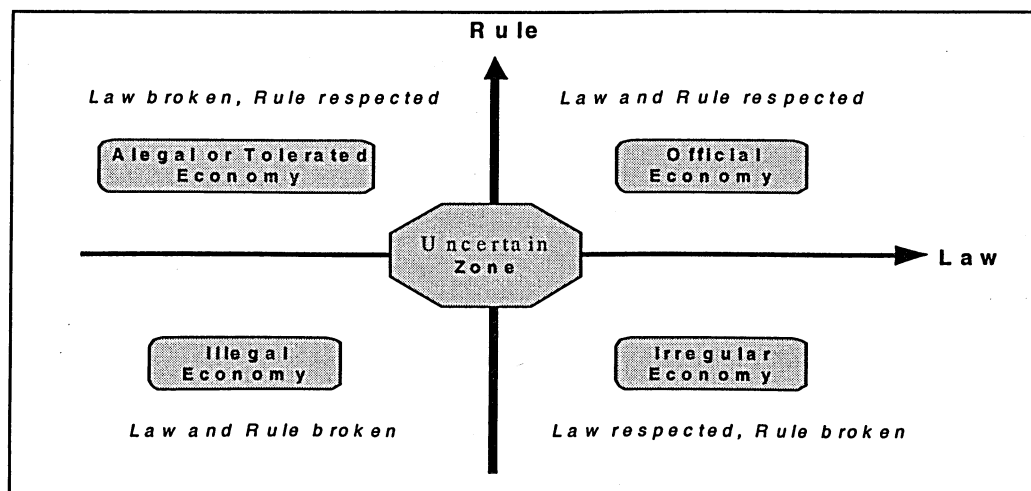 Rule
Law broken, Rule respected
Law and Rule respected
Alegal or Tolerated
Economy
Official
Economy
Uncertain
Zone
Law
Illegal
Economy
Irregular
Economy
Law and Rule broken
Law respected, Rule broken